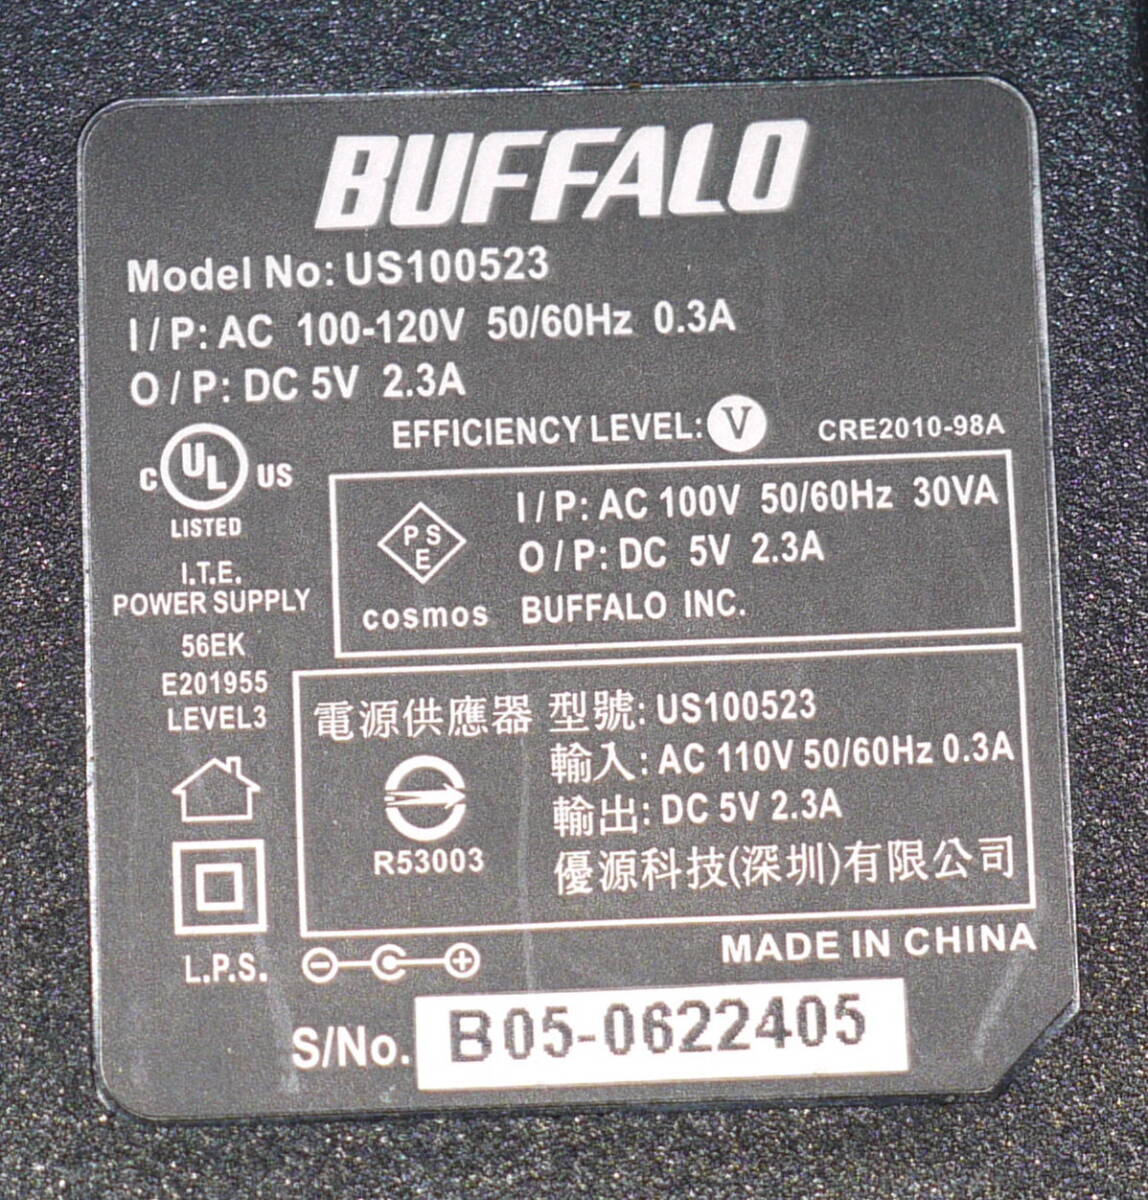 BUFFALO
Model No: US100523
I/P: AC 100-120V 50/60Hz 0.3A
O/P: DC 5V 2.3A
EFFICIENCY LEVEL: V CRE2010-98A
C UL US
LISTED
I.T.E.
POWER SUPPLY
56EK
E201955
LEVEL3
L.P.S.
PSE
cosmos
I/P: AC 100V 50/60Hz 30VA
O/P: DC 5V 2.3A
BUFFALO INC.
電源供應器 型號: US100523
輸入: AC 110V 50/60Hz 0.3A
輸出: DC 5V 2.3A
R53003
優源科技(深圳)有限公司
MADE IN CHINA
S/No. B05-0622405